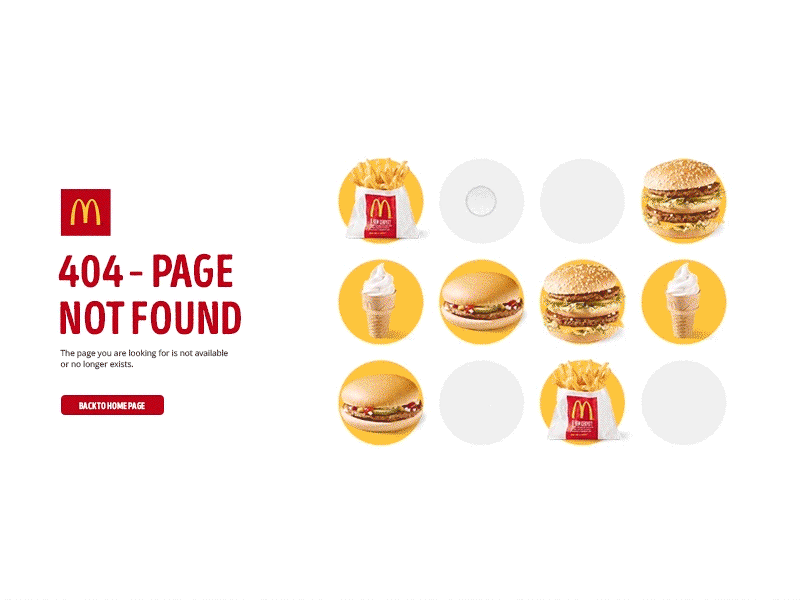 404 - PAGE
NOT FOUND
The page you are looking for is not available
or no longer exists.
BACK TO HOME PAGE